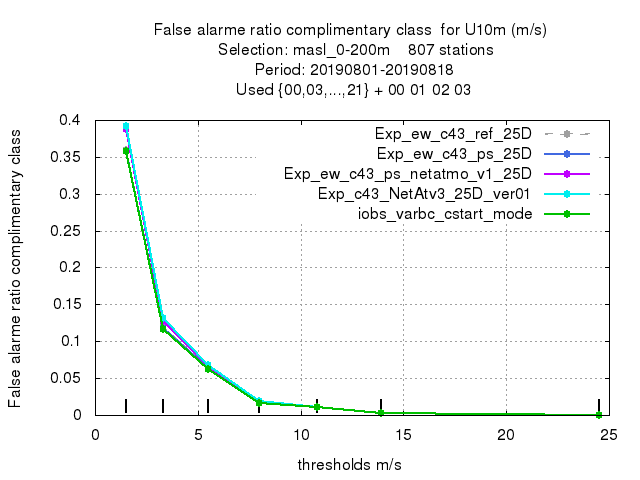 False alarme ratio complimentary class  for U10m (m/s)
Selection: masl_0-200m    807 stations
Period: 20190801-20190818
Used {00,03,...,21} + 00 01 02 03
False alarme ratio complimentary class
0.4
0.35
0.3
0.25
0.2
0.15
0.1
0.05
0
Exp_ew_c43_ref_25D
Exp_ew_c43_ps_25D
Exp_ew_c43_ps_netatmo_v1_25D
Exp_c43_NetAtv3_25D_ver01
iobs_varbc_cstart_mode
0 5 10 15 20 25
thresholds m/s